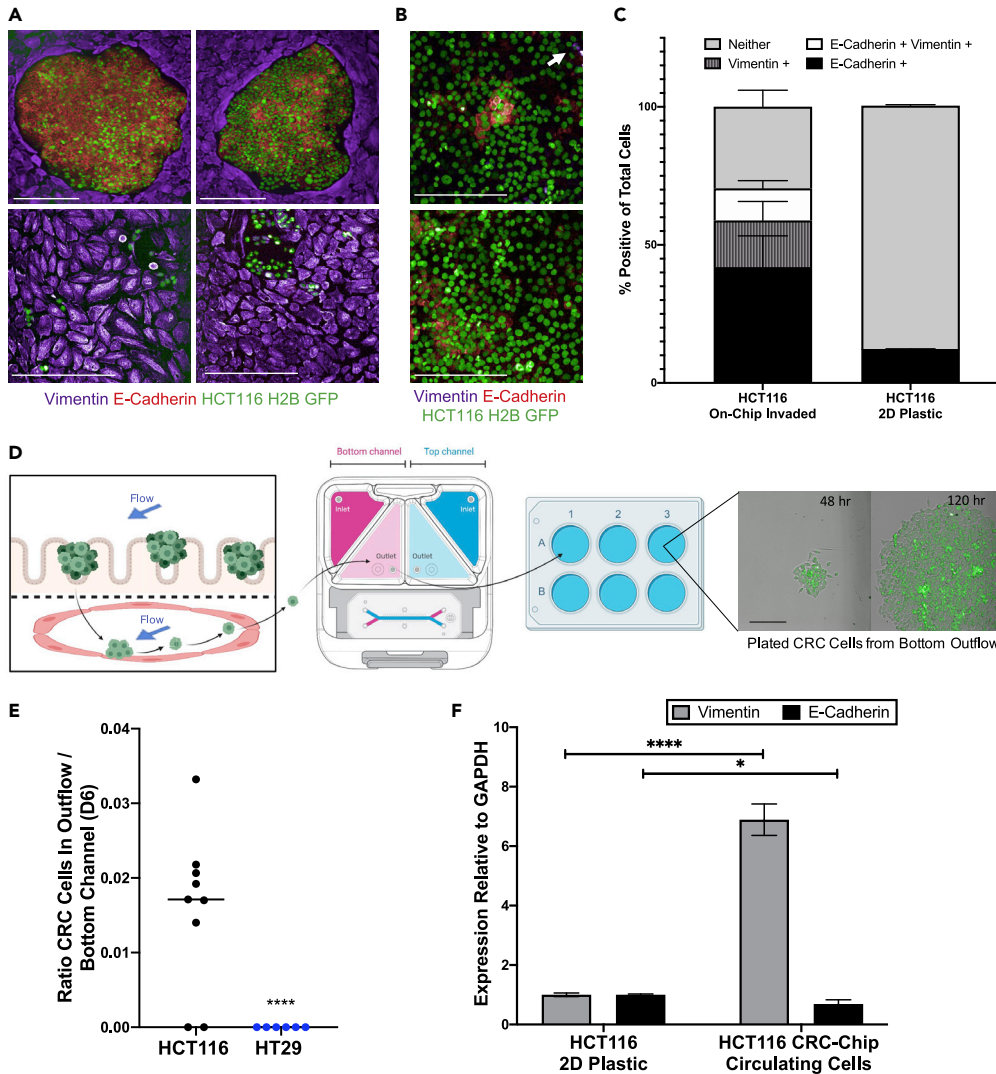 A
B
C
Vimentin E-Cadherin HCT116 H2B GFP
Vimentin E-Cadherin
HCT116 H2B GFP
Neither
E-Cadherin + Vimentin +
Vimentin +
E-Cadherin +
% Positive of Total Cells
100
50
0
HCT116
On-Chip Invaded
HCT116
2D Plastic
D
Flow
Flow
Bottom channel
Top channel
Inlet
Inlet
Outlet
Outlet
1 2 3
A
B
48 hr
120 hr
Plated CRC Cells from Bottom Outflow
E
Ratio CRC Cells In Outflow /
Bottom Channel (D6)
0.04
0.03
0.02
0.01
0.00
****
HCT116
HT29
F
Vimentin
E-Cadherin
Expression Relative to GAPDH
10
8
6
4
2
0
****
*
HCT116
2D Plastic
HCT116 CRC-Chip
Circulating Cells